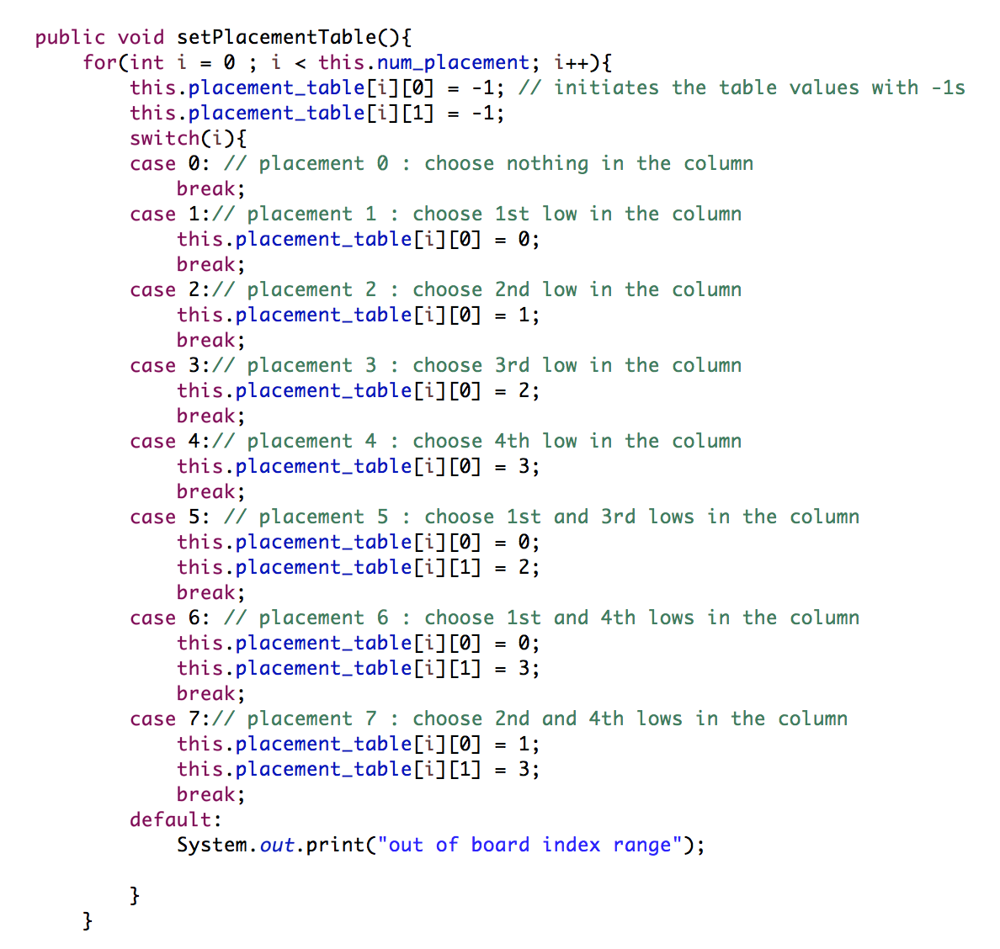 public void setPlacementTable(){
    for(int i = 0 ; i < this.num_placement; i++){
        this.placement_table[i][0] = -1; // initiates the table values with -1s
        this.placement_table[i][1] = -1;
        switch(i){
        case 0: // placement 0 : choose nothing in the column
            break;
        case 1:// placement 1 : choose 1st low in the column
            this.placement_table[i][0] = 0;
            break;
        case 2:// placement 2 : choose 2nd low in the column
            this.placement_table[i][0] = 1;
            break;
        case 3:// placement 3 : choose 3rd low in the column
            this.placement_table[i][0] = 2;
            break;
        case 4:// placement 4 : choose 4th low in the column
            this.placement_table[i][0] = 3;
            break;
        case 5: // placement 5 : choose 1st and 3rd lows in the column
            this.placement_table[i][0] = 0;
            this.placement_table[i][1] = 2;
            break;
        case 6: // placement 6 : choose 1st and 4th lows in the column
            this.placement_table[i][0] = 0;
            this.placement_table[i][1] = 3;
            break;
        case 7:// placement 7 : choose 2nd and 4th lows in the column
            this.placement_table[i][0] = 1;
            this.placement_table[i][1] = 3;
            break;
        default:
            System.out.print("out of board index range");
        }
    }